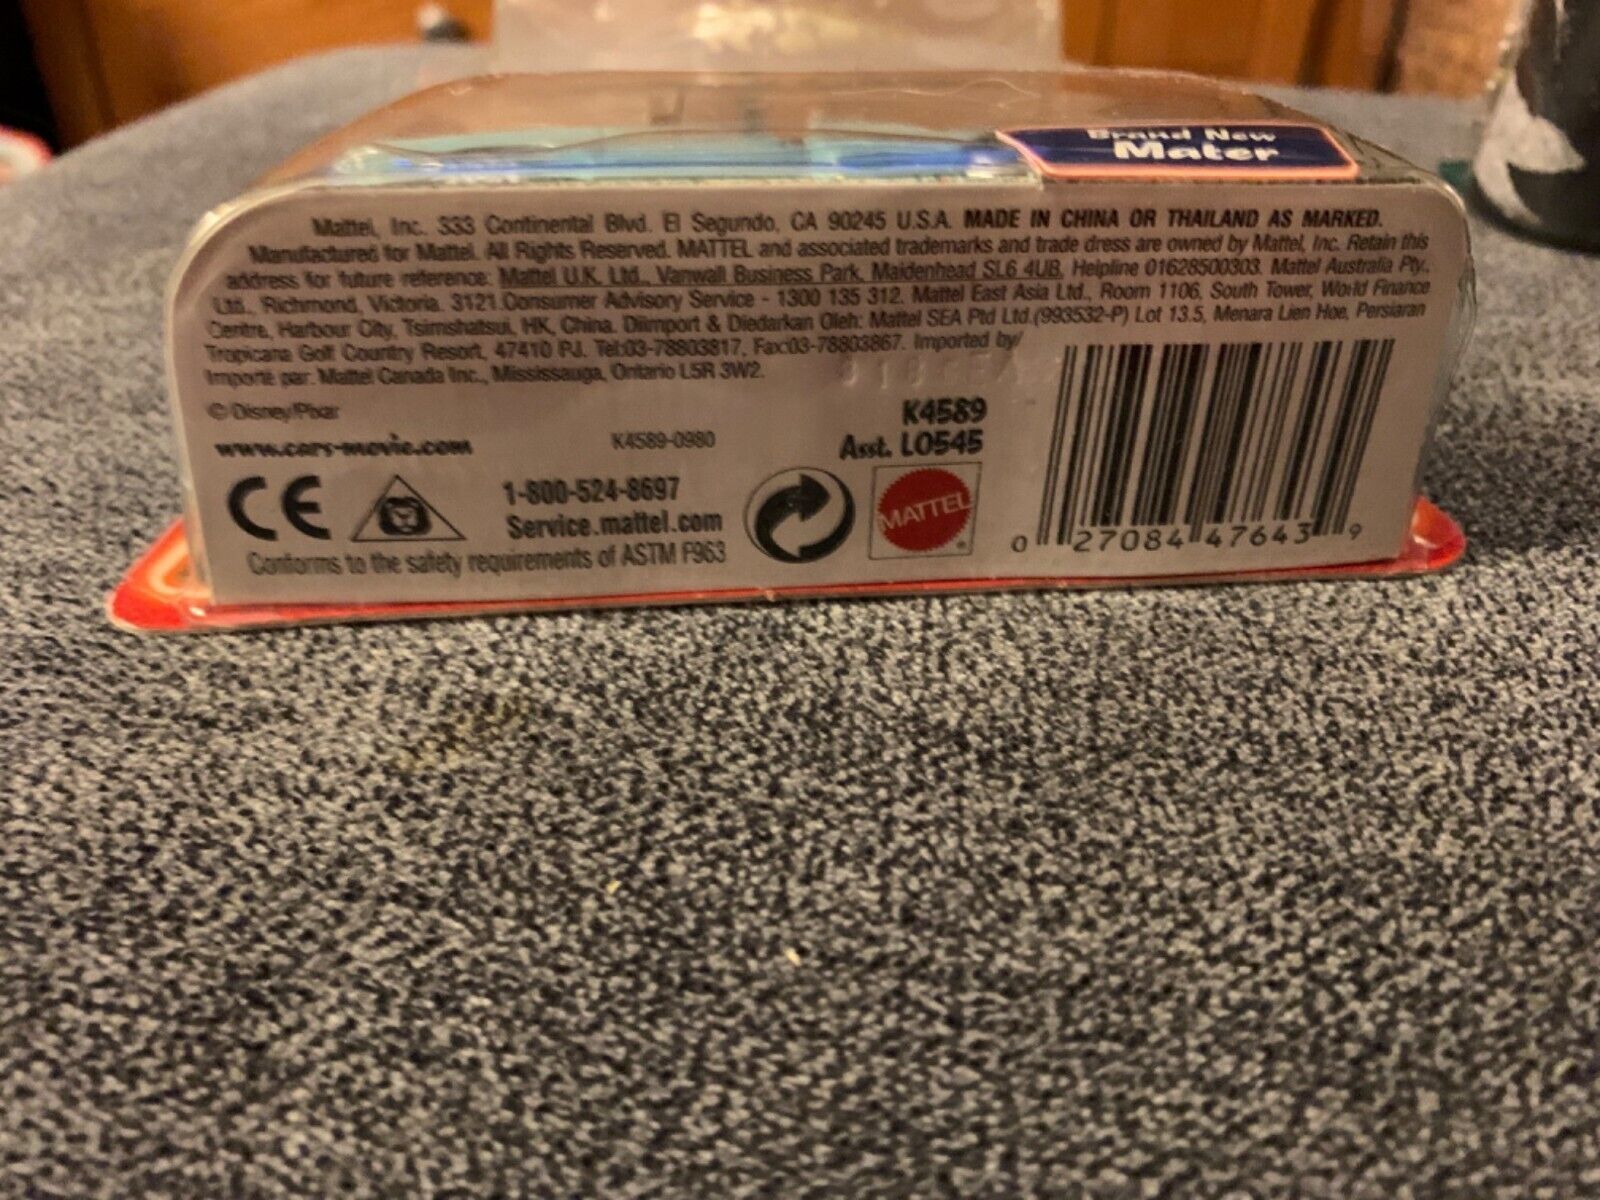 Brand New
Mater
Mattel, Inc. 333 Continental Blvd. El Segundo, CA 90245 U.S.A. MADE IN CHINA OR THAILAND AS MARKED.
Manufactured for Mattel. All Rights Reserved. MATTEL and associated trademarks and trade dress are owned by Mattel, Inc. Retain this
address for future reference: Mattel U.K. Ltd., Vanwall Business Park, Maidenhead SL6 4UB. Helpline 01628500303. Mattel Australia Pty.,
Ltd., Richmond, Victoria. 3121.Consumer Advisory Service - 1300 135 312. Mattel East Asia Ltd., Room 1106, South Tower, World Finance
Centre, Harbour City, Tsimshatsui, HK, China. Diimport & Diedarkan Oleh: Mattel SEA Ptd Ltd.(993532-P) Lot 13.5, Menara Lien Hoe, Persiaran
Tropicana Golf Country Resort, 47410 PJ. Tel:03-78803817, Fax:03-78803867. Imported by/
Importé par: Mattel Canada Inc., Mississauga, Ontario L5R 3W2.
© Disney/Pixar
www.cars-movie.com
K4589-0980
K4589
Asst. L0545
CE
1-800-524-8697
Service.mattel.com
Conforms to the safety requirements of ASTM F963
MATTEL
0 27084 47643 9